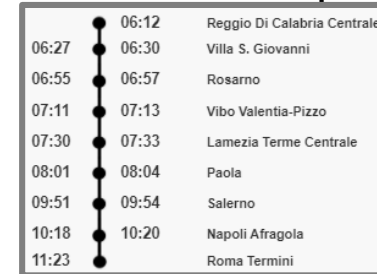 06:12 Reggio Di Calabria Centrale
06:27 06:30 Villa S. Giovanni
06:55 06:57 Rosarno
07:11 07:13 Vibo Valentia-Pizzo
07:30 07:33 Lamezia Terme Centrale
08:01 08:04 Paola
09:51 09:54 Salerno
10:18 10:20 Napoli Afragola
11:23 Roma Termini